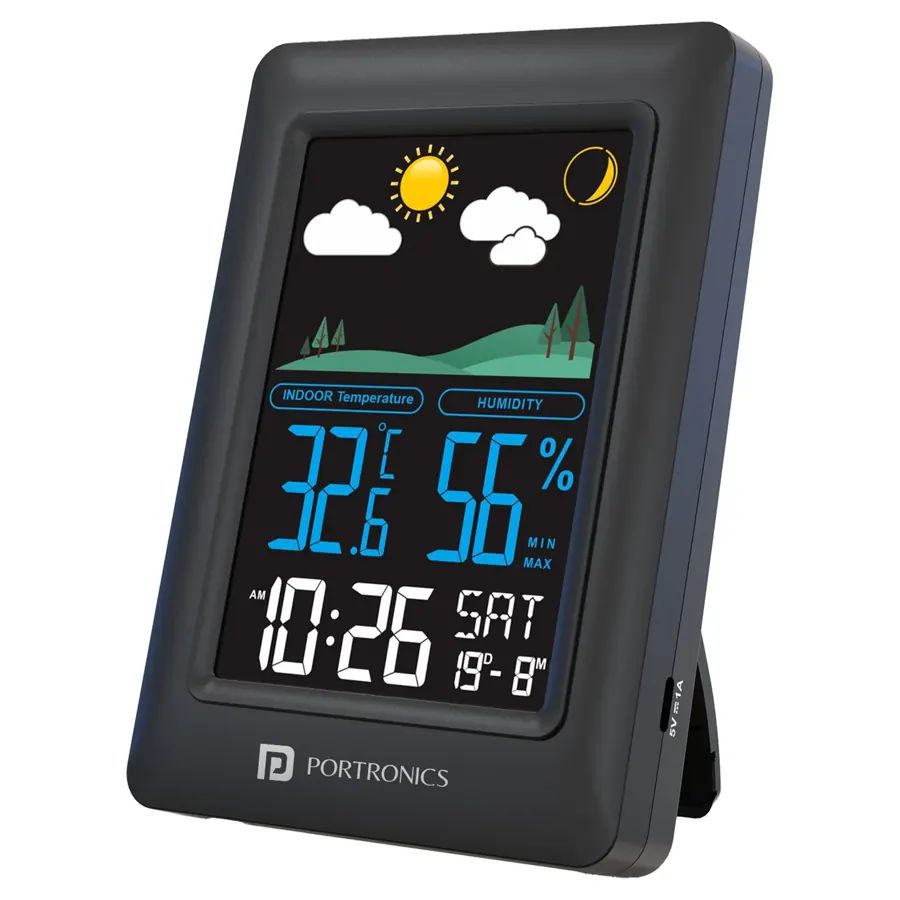 INDOOR Temperature
HUMIDITY
32.6 °C
56 %
MIN
MAX
AM 10:26
SAT
19D - 8M
5V⎓1A
PORTRONICS